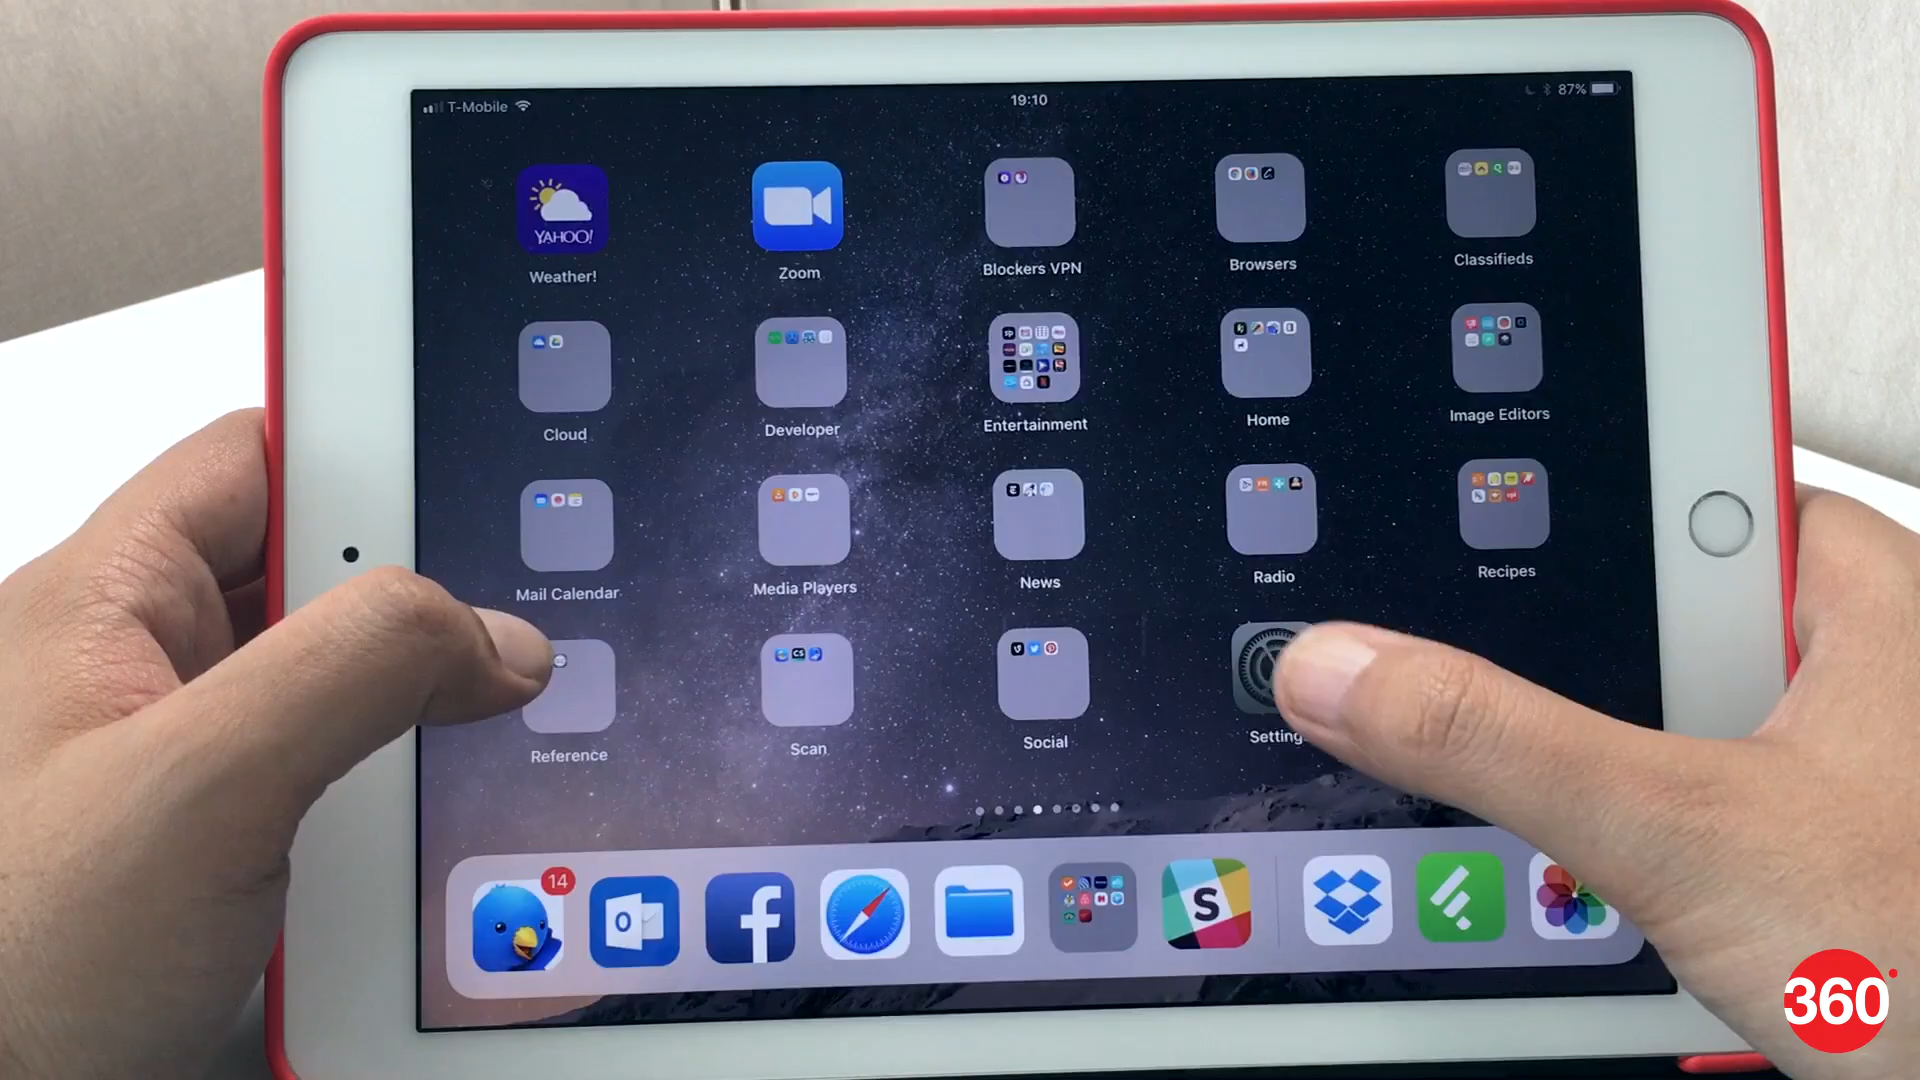 T-Mobile
19:10
87%
YAHOO!
Weather!
Zoom
Blockers VPN
Browsers
Classifieds
Cloud
Developer
Entertainment
Home
Image Editors
Mail Calendar
Media Players
News
Radio
Recipes
Reference
Scan
Social
Setting
14
S
360